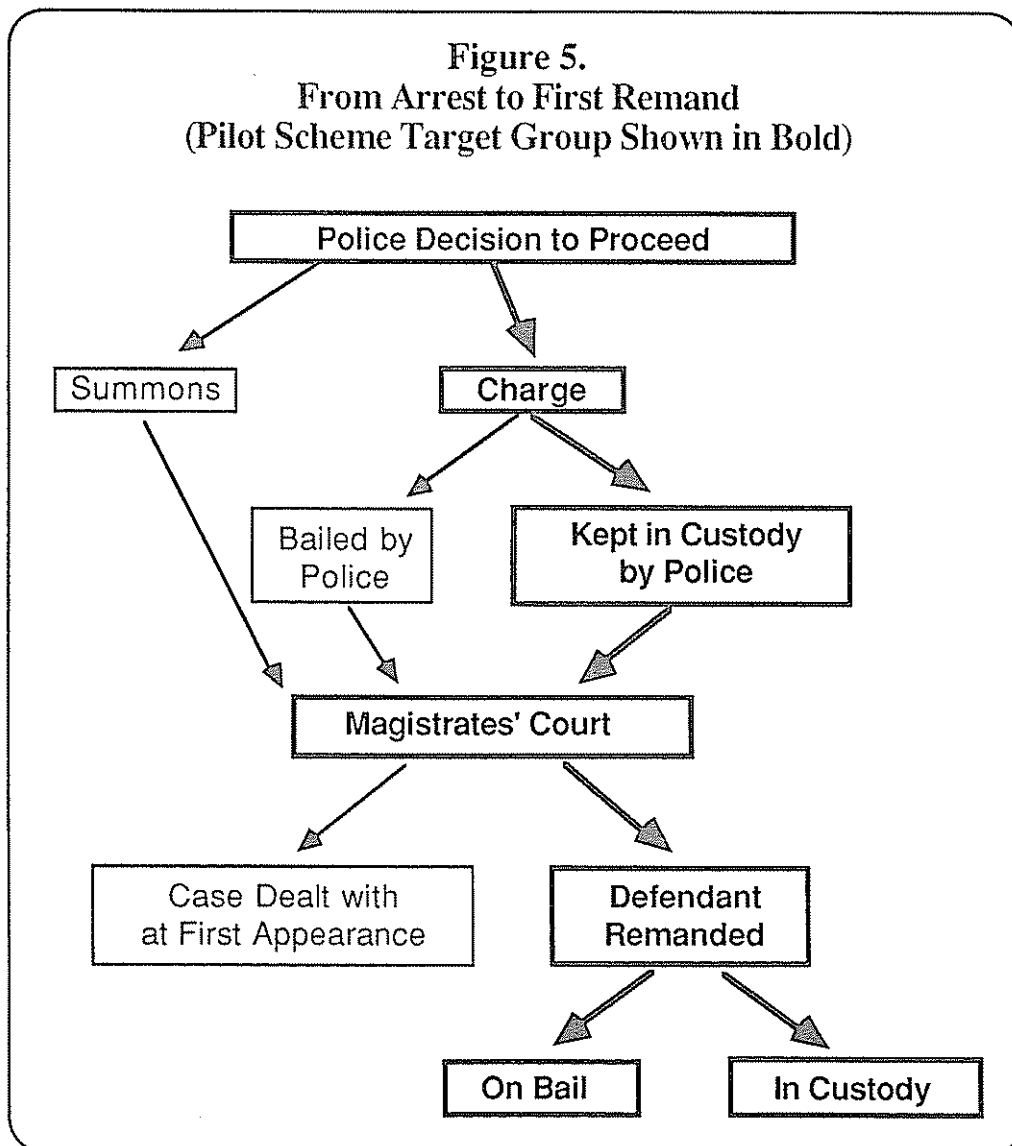 Figure 5.
From Arrest to First Remand
(Pilot Scheme Target Group Shown in Bold)
Police Decision to Proceed
Summons
Charge
Bailed by
Police
Kept in Custody
by Police
Magistrates' Court
Case Dealt with
at First Appearance
Defendant
Remanded
On Bail
In Custody